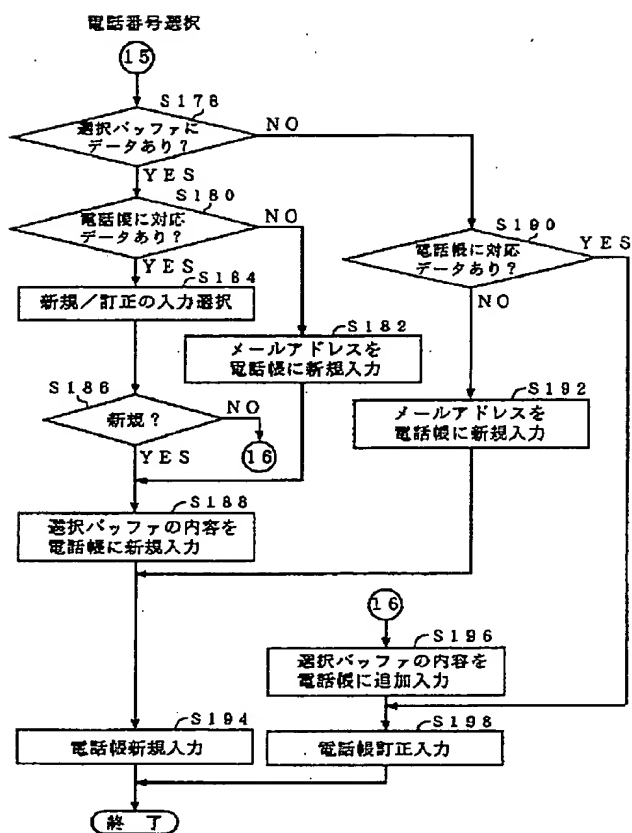 電話番号選択
15
S178
選択バッファに
データあり？
NO
YES
S180
電話帳に対応
データあり？
NO
YES
S190
電話帳に対応
データあり？
YES
NO
S184
新規／訂正の入力選択
S182
メールアドレスを
電話帳に新規入力
S186
新規？
NO
16
YES
S192
メールアドレスを
電話帳に新規入力
S188
選択バッファの内容を
電話帳に新規入力
16
S196
選択バッファの内容を
電話帳に追加入力
S194
電話帳新規入力
S198
電話帳訂正入力
終了